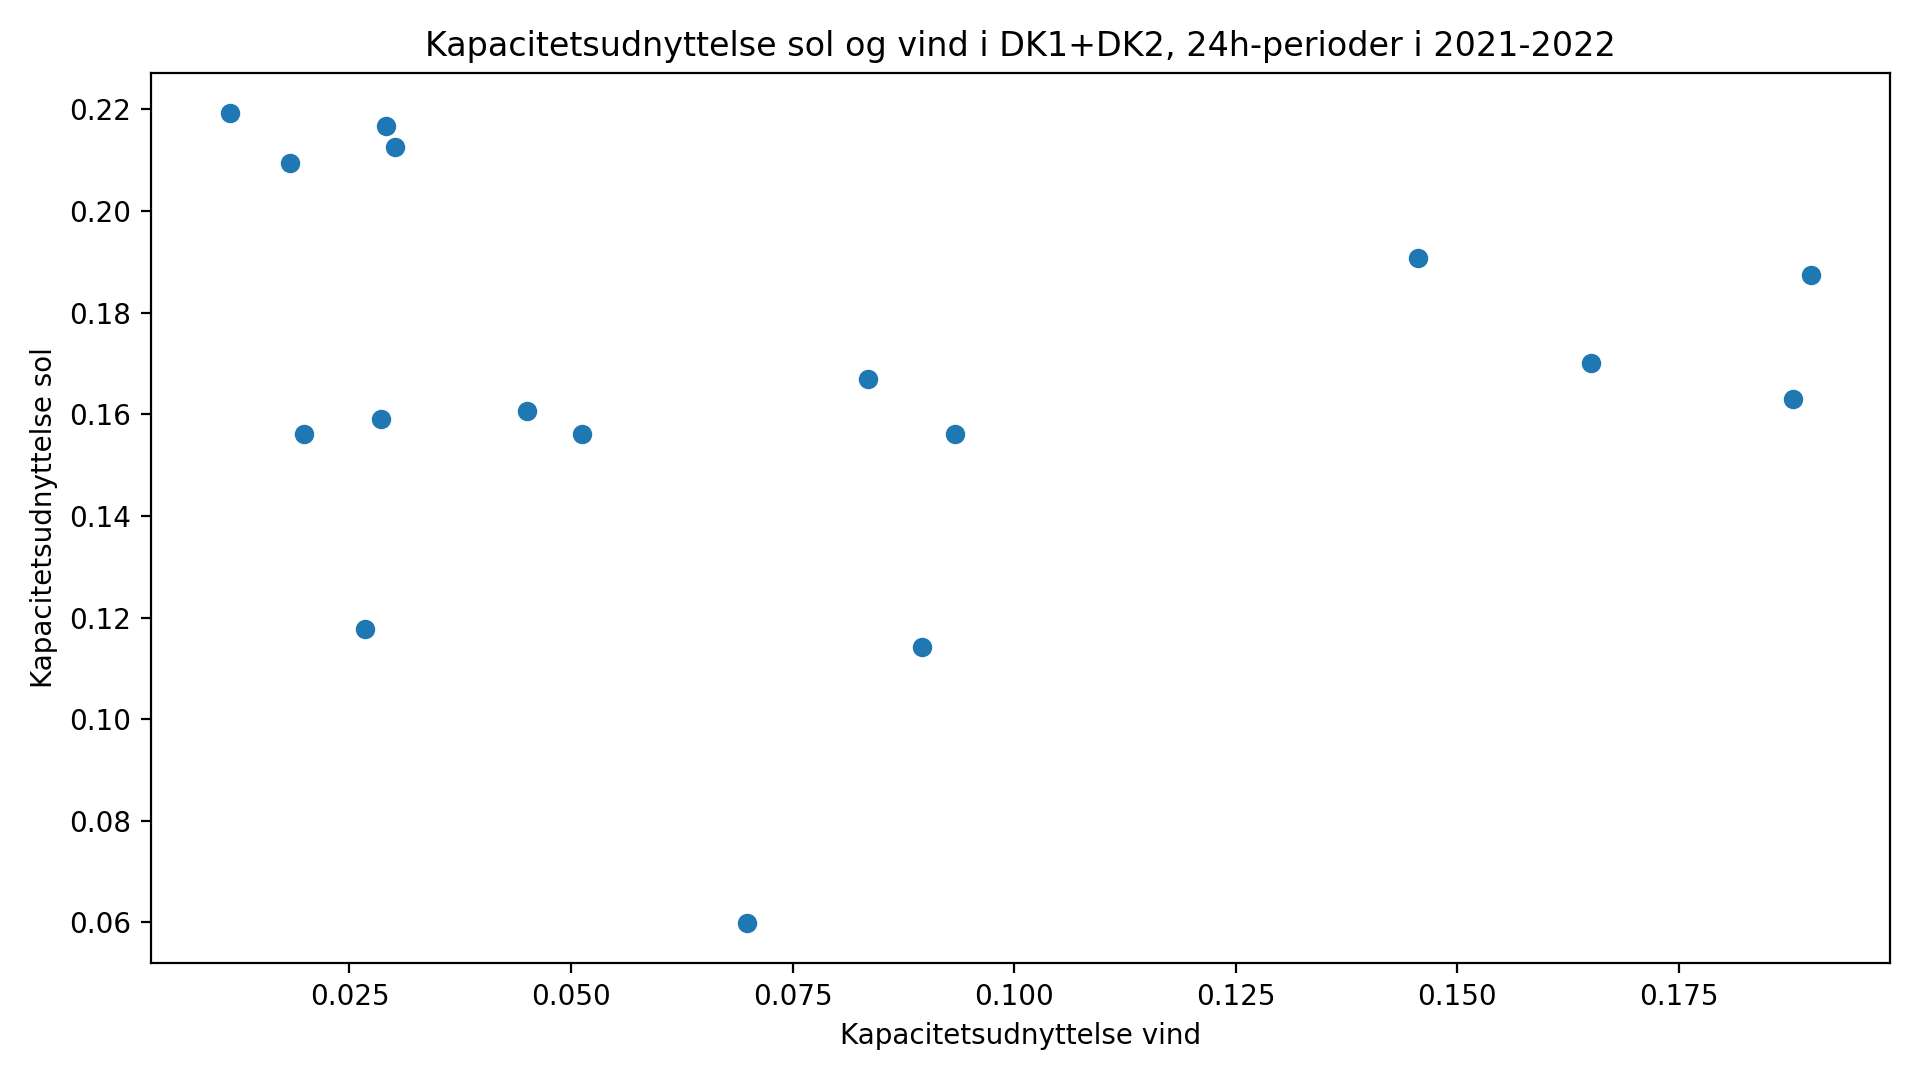 Kapacitetsudnyttelse sol og vind i DK1+DK2, 24h-perioder i 2021-2022
Kapacitetsudnyttelse sol
0.22
0.20
0.18
0.16
0.14
0.12
0.10
0.08
0.06
0.025 0.050 0.075 0.100 0.125 0.150 0.175
Kapacitetsudnyttelse vind